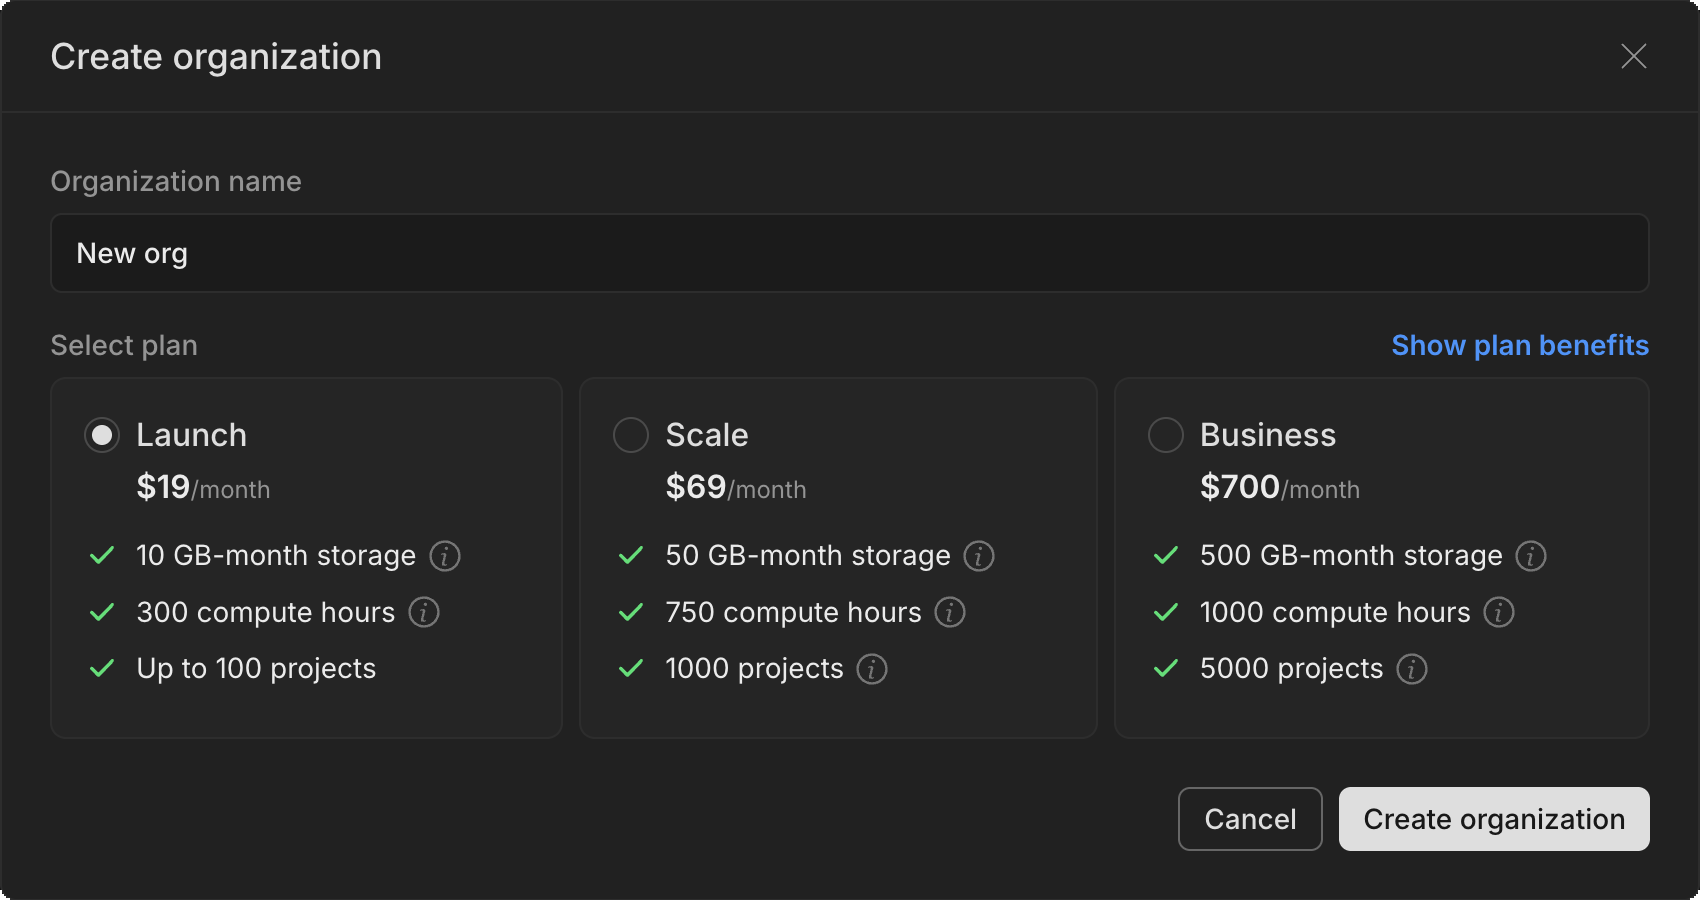 Create organization
Organization name
New org
Select plan
Show plan benefits
Launch
$19/month
10 GB-month storage
300 compute hours
Up to 100 projects
Scale
$69/month
50 GB-month storage
750 compute hours
1000 projects
Business
$700/month
500 GB-month storage
1000 compute hours
5000 projects
Cancel
Create organization